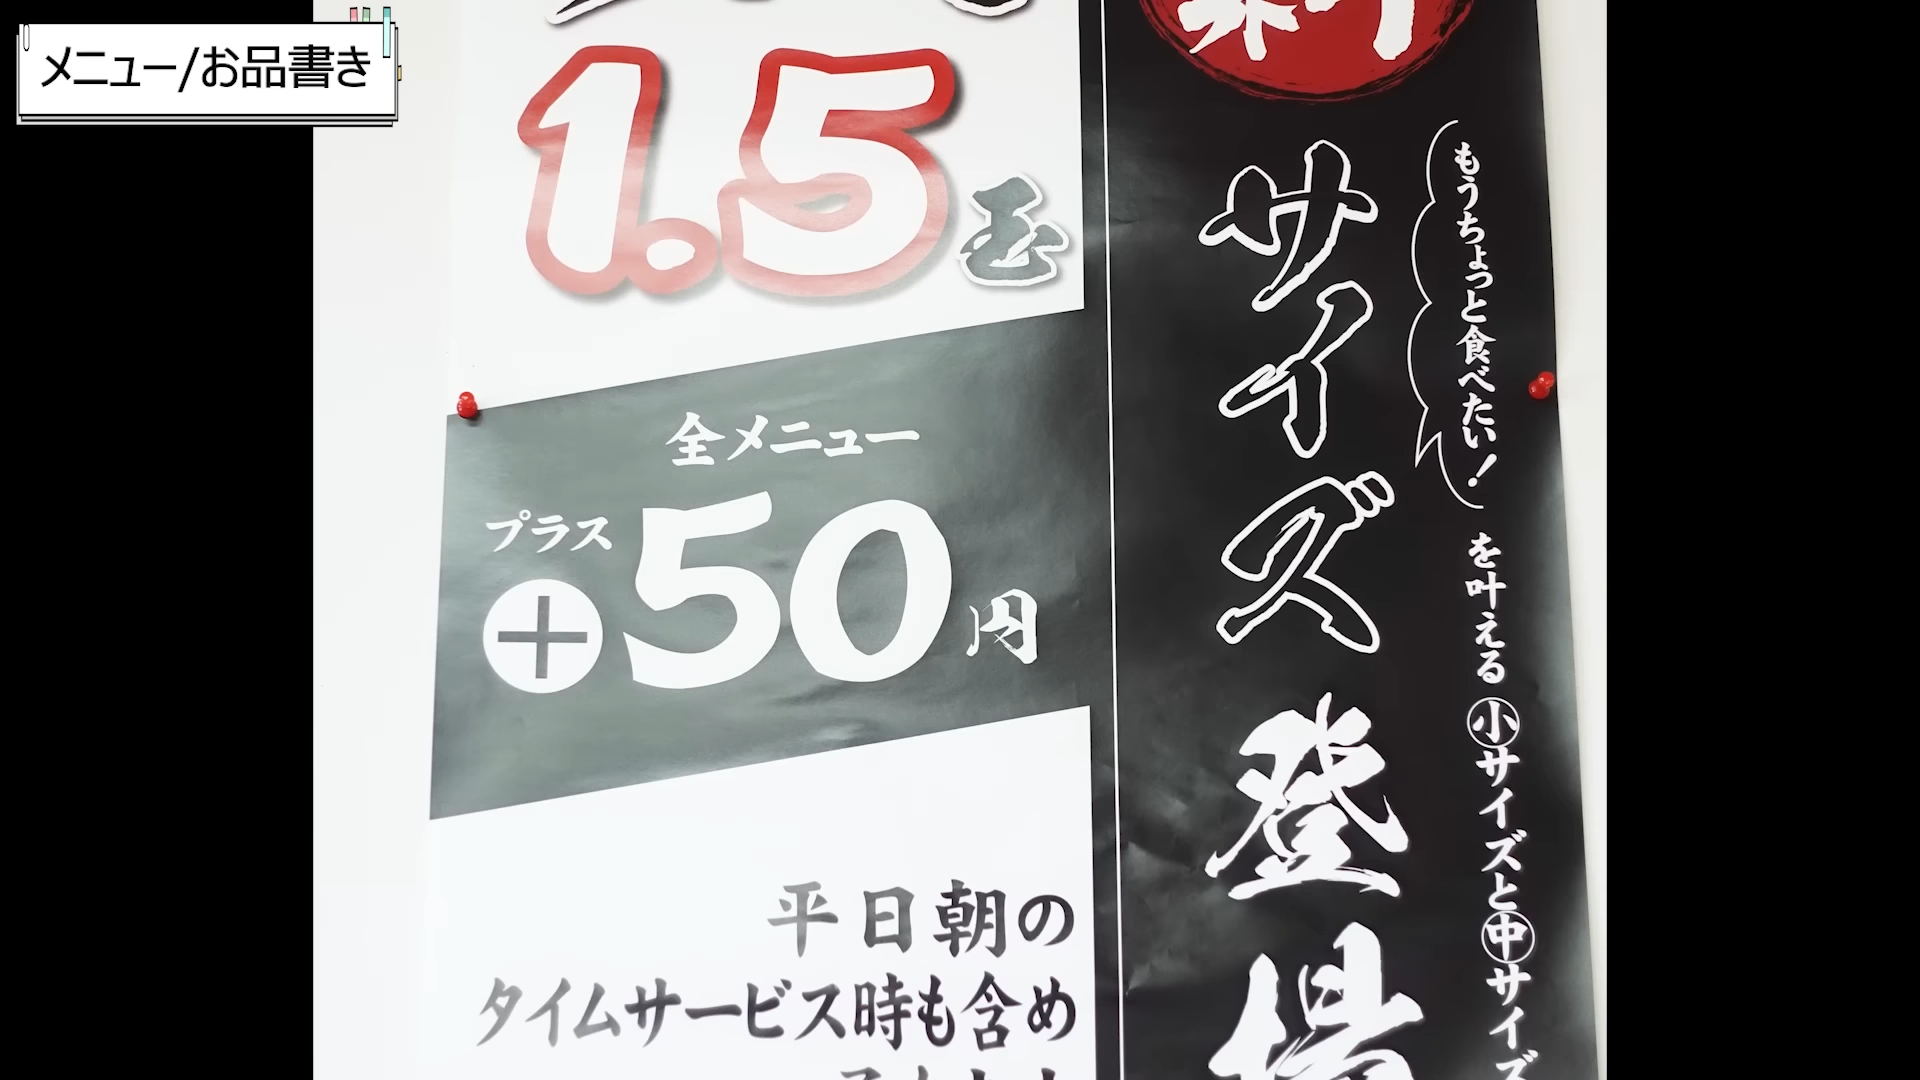 メニュー/お品書き
新
サイズ登場
もうちょっと食べたい!を叶える小サイズと中サイズ
1.5玉
全メニュー
プラス
+50円
平日朝の
タイムサービス時も含め